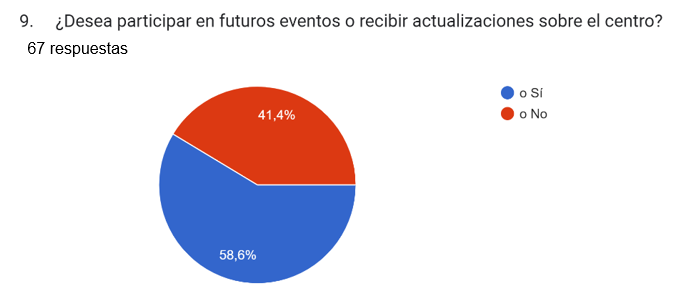 9. ¿Desea participar en futuros eventos o recibir actualizaciones sobre el centro?
67 respuestas
o Sí
o No
41,4%
58,6%